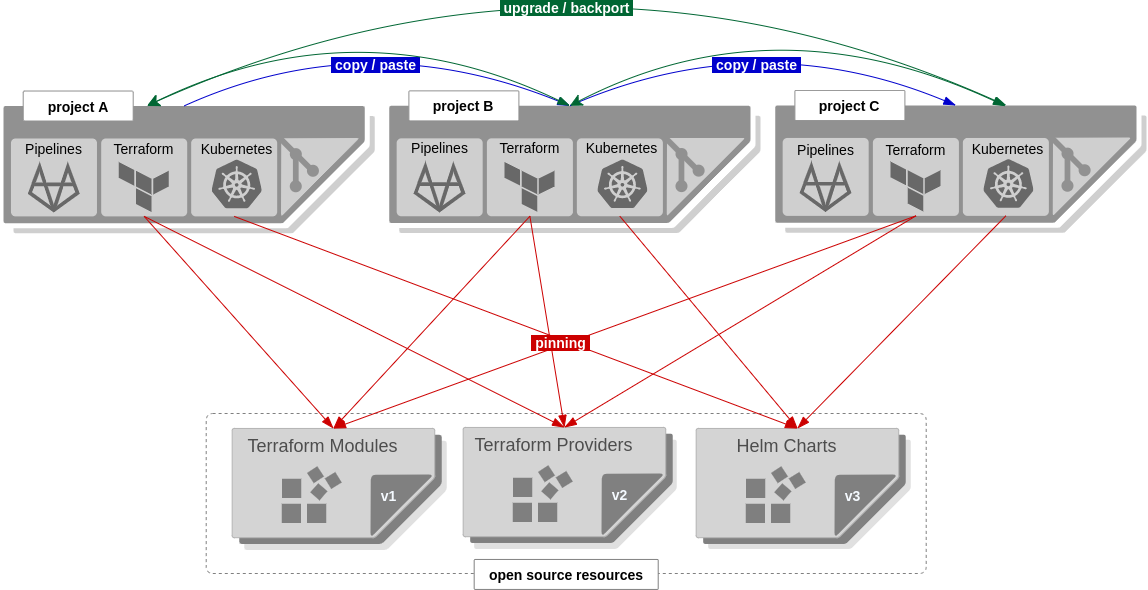 upgrade / backport
copy / paste
copy / paste
project A
project B
project C
Pipelines
Terraform
Kubernetes
Pipelines
Terraform
Kubernetes
Pipelines
Terraform
Kubernetes
pinning
Terraform Modules
v1
Terraform Providers
v2
Helm Charts
v3
open source resources